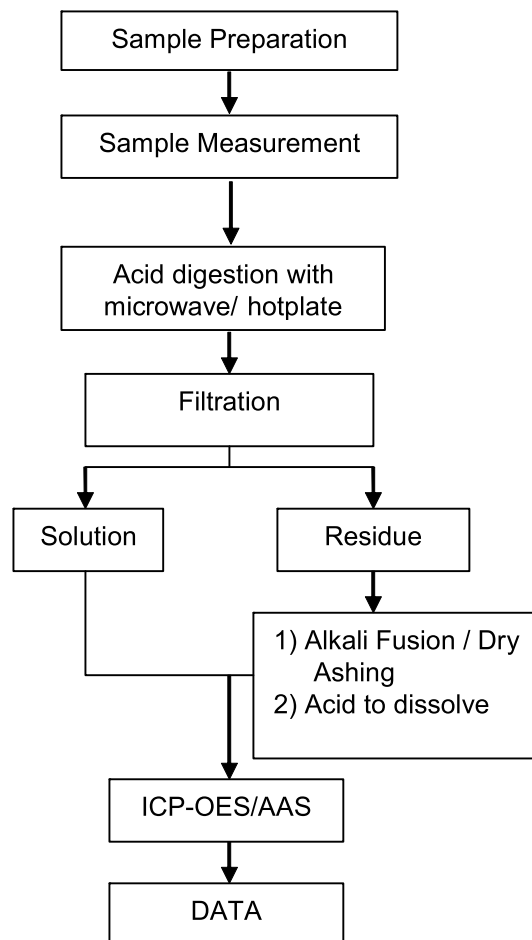 Sample Preparation
Sample Measurement
Acid digestion with
microwave/ hotplate
Filtration
Solution
Residue
1) Alkali Fusion / Dry
Ashing
2) Acid to dissolve
ICP-OES/AAS
DATA